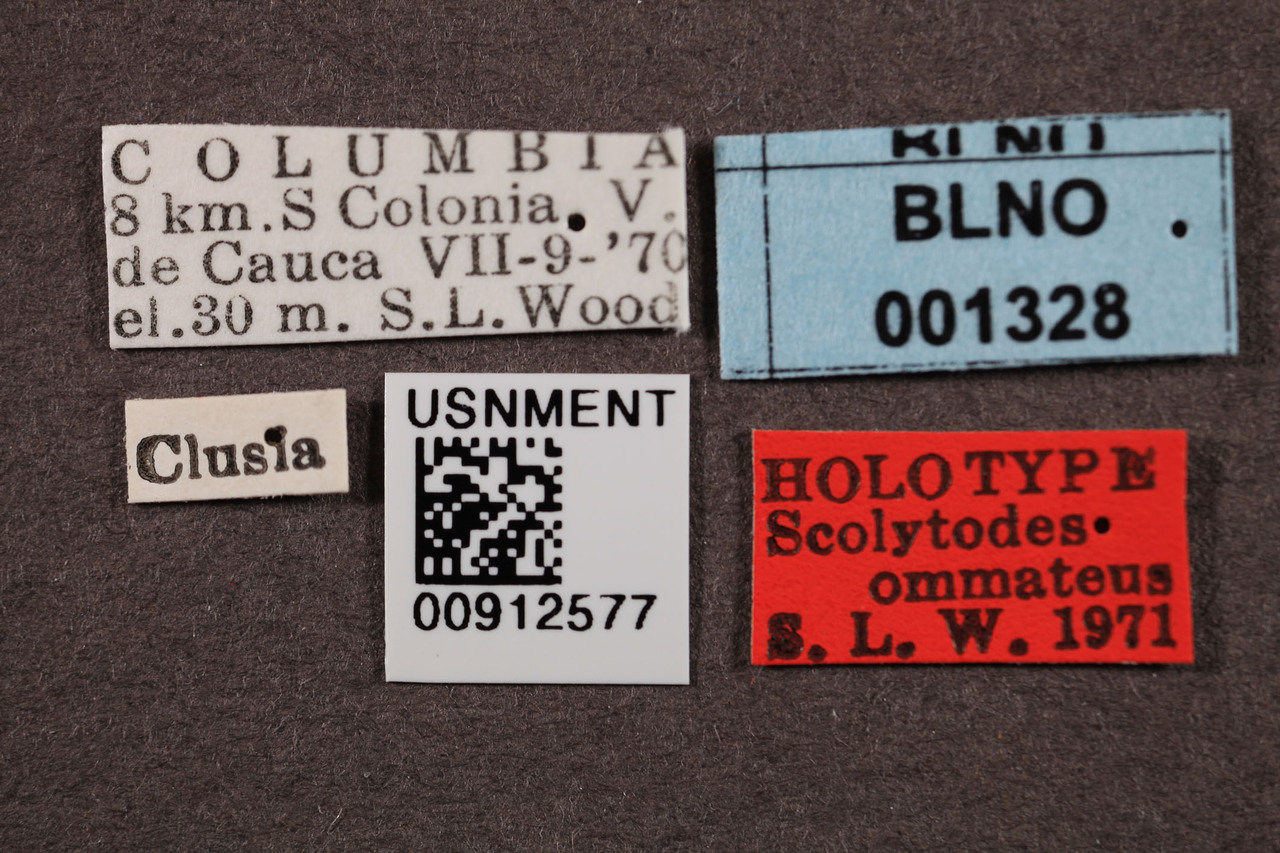 COLUMBIA
8 km. S Colonia, V.
de Cauca VII-9-'70
el. 30 m. S.L. Wood
BLNO
BLNO
001328
Clusia
USNMENT
00912577
HOLOTYPE
Scolytodes
ommateus
S. L. W. 1971